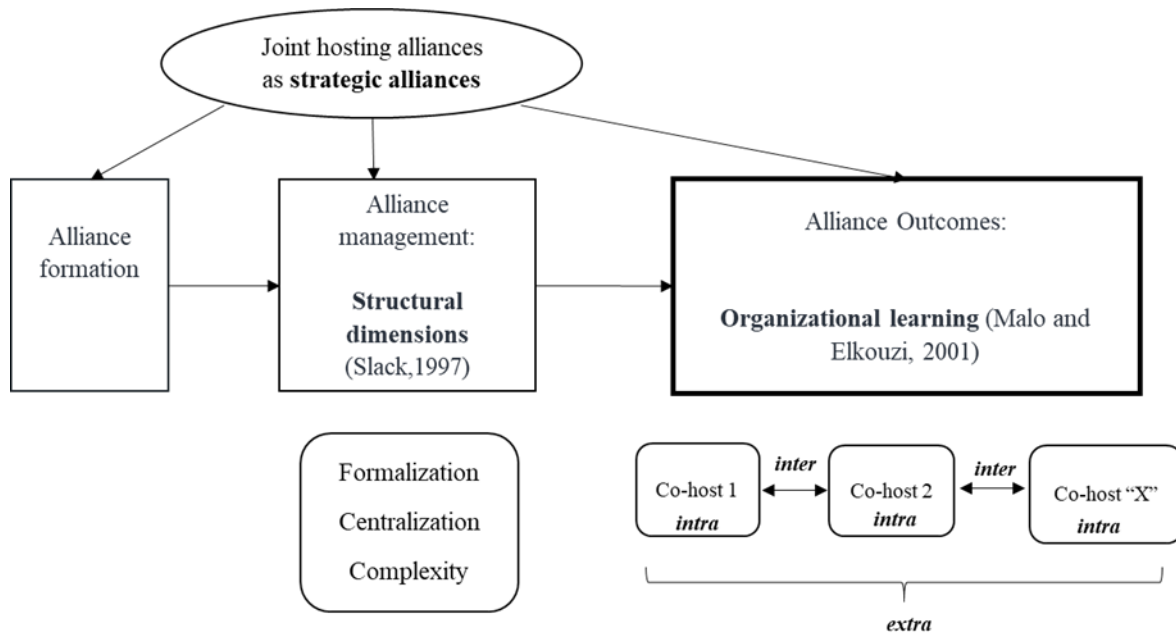 Joint hosting alliances
as strategic alliances
Alliance
formation
Alliance
management:
Structural
dimensions
(Slack,1997)
Alliance Outcomes:
Organizational learning (Malo and
Elkouzi, 2001)
Formalization
Centralization
Complexity
Co-host 1
intra
inter
Co-host 2
intra
inter
Co-host “X”
intra
extra